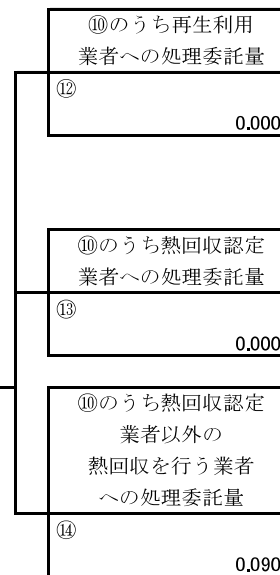 ⑩のうち再生利用
業者への処理委託量
⑫
0.000
⑩のうち熱回収認定
業者への処理委託量
⑬
0.000
⑩のうち熱回収認定
業者以外の
熱回収を行う業者
への処理委託量
⑭
0.090